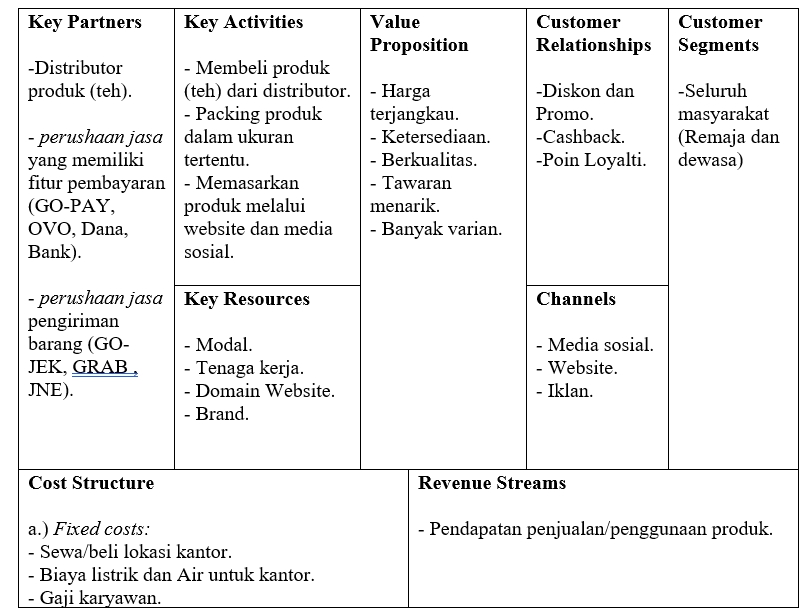 Key Partners
-Distributor
produk (teh).
- perushaan jasa
yang memiliki
fitur pembayaran
(GO-PAY,
OVO, Dana,
Bank).
- perushaan jasa
pengiriman
barang (GO-
JEK, GRAB ,
JNE).
Key Activities
- Membeli produk
(teh) dari distributor.
- Packing produk
dalam ukuran
tertentu.
- Memasarkan
produk melalui
website dan media
sosial.
Key Resources
- Modal.
- Tenaga kerja.
- Domain Website.
- Brand.
Value
Proposition
- Harga
terjangkau.
- Ketersediaan.
- Berkualitas.
- Tawaran
menarik.
- Banyak varian.
Customer
Relationships
-Diskon dan
Promo.
-Cashback.
-Poin Loyalti.
Channels
- Media sosial.
- Website.
- Iklan.
Customer
Segments
-Seluruh
masyarakat
(Remaja dan
dewasa)
Cost Structure
a.) Fixed costs:
- Sewa/beli lokasi kantor.
- Biaya listrik dan Air untuk kantor.
- Gaji karyawan.
Revenue Streams
- Pendapatan penjualan/penggunaan produk.